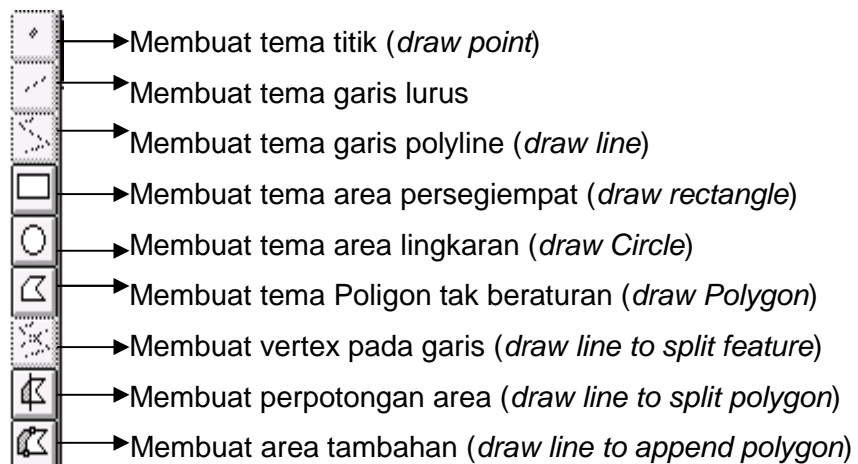 Membuat tema titik (draw point)
Membuat tema garis lurus
Membuat tema garis polyline (draw line)
Membuat tema area persegiempat (draw rectangle)
Membuat tema area lingkaran (draw Circle)
Membuat tema Poligon tak beraturan (draw Polygon)
Membuat vertex pada garis (draw line to split feature)
Membuat perpotongan area (draw line to split polygon)
Membuat area tambahan (draw line to append polygon)